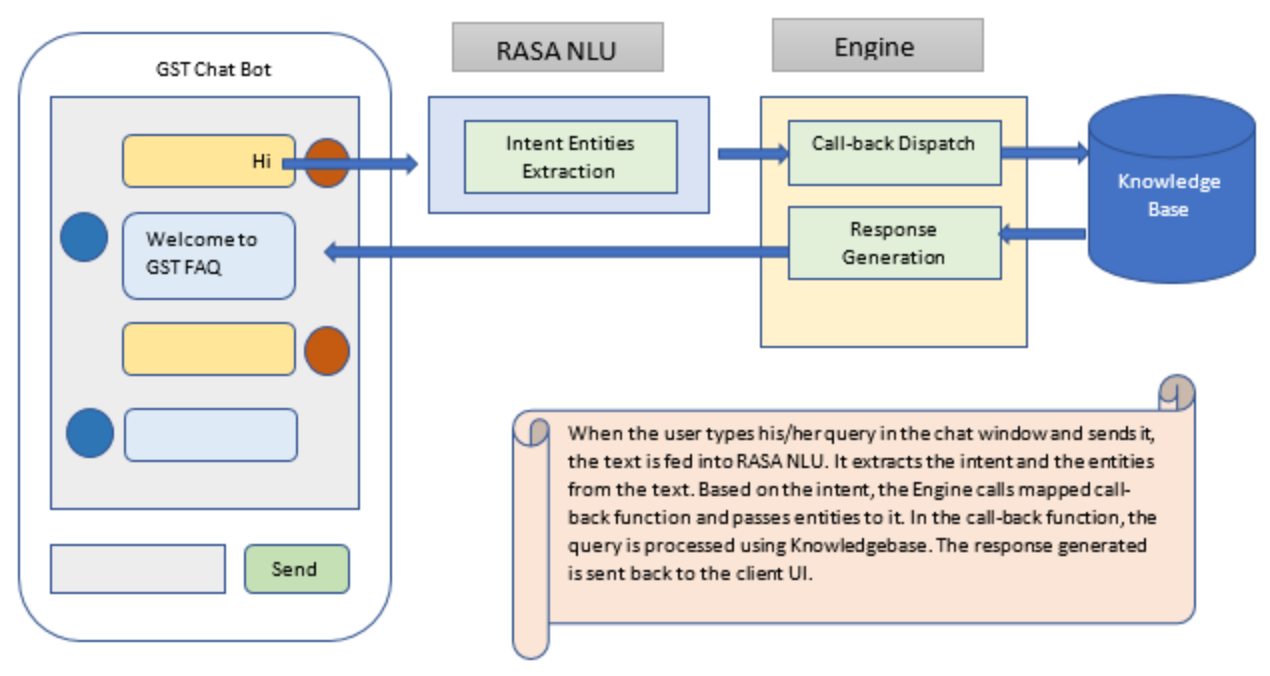 GST Chat Bot
Hi
Welcome to
GST FAQ
Send
RASA NLU
Intent Entities
Extraction
Engine
Call-back Dispatch
Response
Generation
Knowledge
Base
When the user types his/her query in the chat window and sends it,
the text is fed into RASA NLU. It extracts the intent and the entities
from the text. Based on the intent, the Engine calls mapped call-
back function and passes entities to it. In the call-back function, the
query is processed using Knowledgebase. The response generated
is sent back to the client UI.